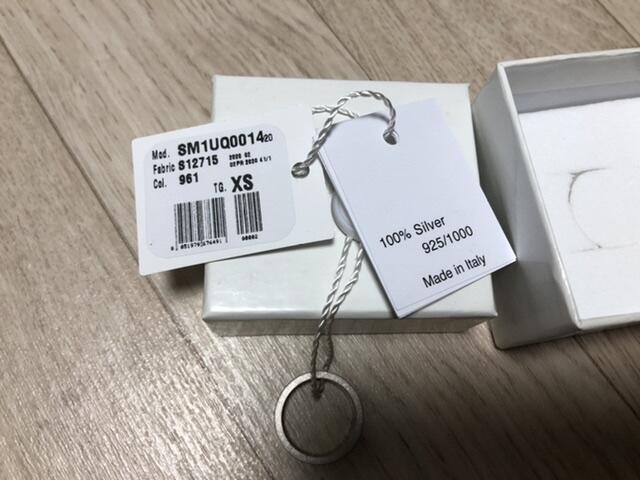 Mod. SM1UQ0014 20
Fabric S12715
Col. 961
TG. XS
100% Silver
925/1000
Made in Italy